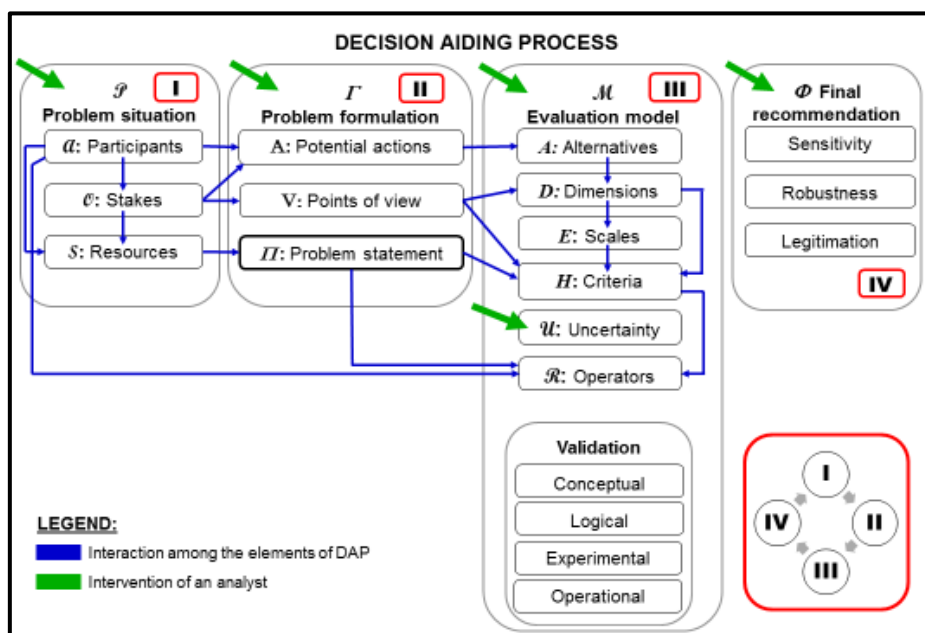 DECISION AIDING PROCESS
𝒫
I
Problem situation
𝒶: Participants
𝒪: Stakes
S: Resources
Γ
II
Problem formulation
A: Potential actions
V: Points of view
Π: Problem statement
ℳ
III
Evaluation model
A: Alternatives
D: Dimensions
E: Scales
H: Criteria
𝒰: Uncertainty
ℛ: Operators
Validation
Conceptual
Logical
Experimental
Operational
Φ Final
recommendation
Sensitivity
Robustness
Legitimation
IV
LEGEND:
Interaction among the elements of DAP
Intervention of an analyst
I
IV
II
III